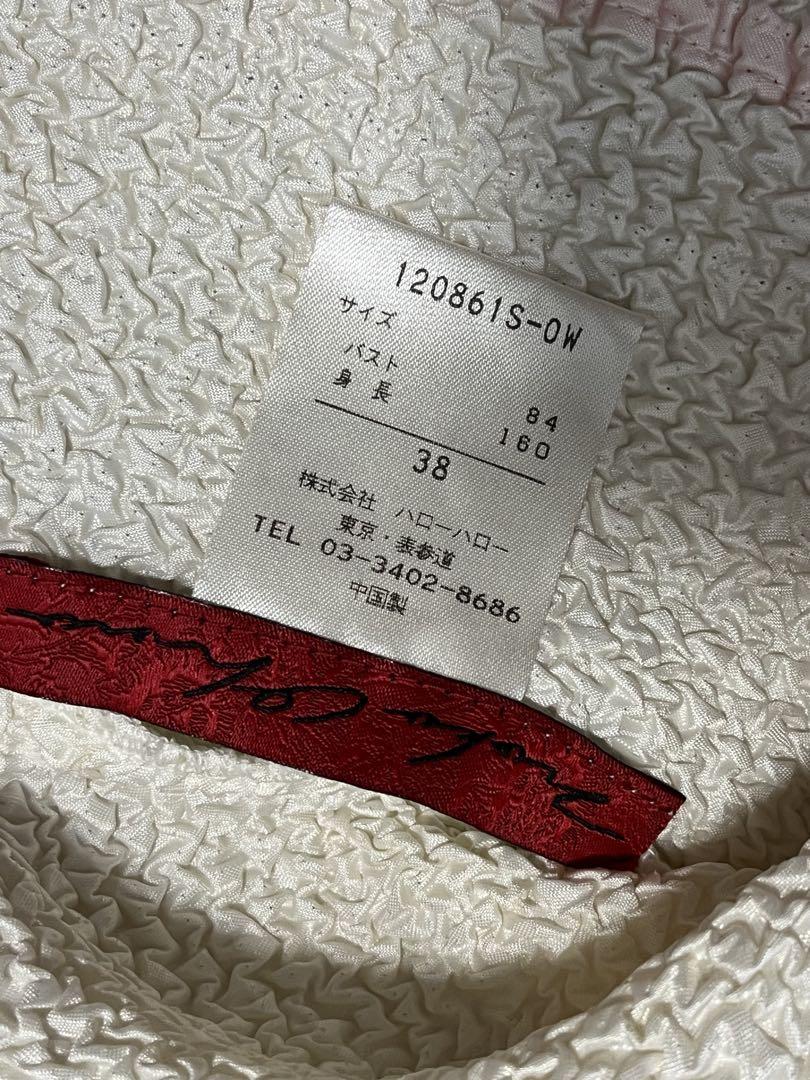 120861S-OW
サイズ
バスト 84
身長 160
38
株式会社 ハローハロー
東京・表参道
TEL 03-3402-8686
中国製